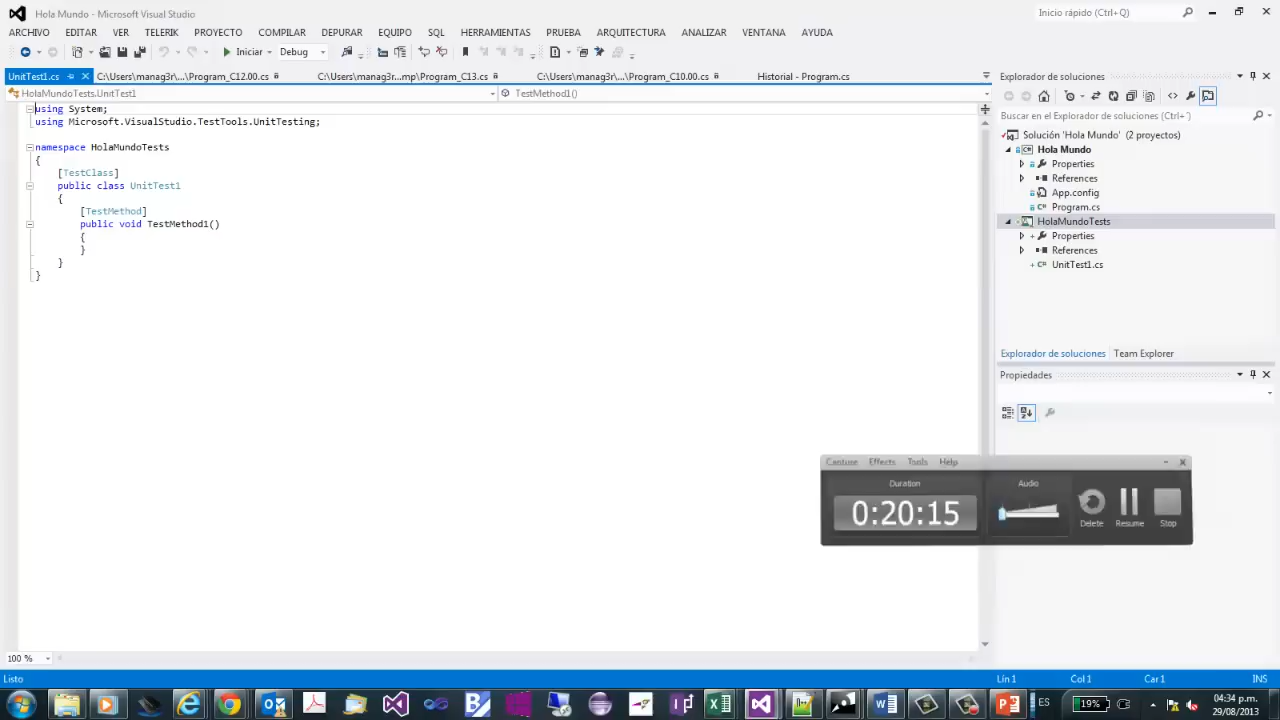 Hola Mundo - Microsoft Visual Studio
Inicio rápido (Ctrl+Q)
ARCHIVO EDITAR VER TELERIK PROYECTO COMPILAR DEPURAR EQUIPO SQL HERRAMIENTAS PRUEBA ARQUITECTURA ANALIZAR VENTANA AYUDA
Iniciar Debug
UnitTest1.cs C:\Users\manag3r\...\Program_C12.00.cs C:\Users\manag3r...mp\Program_C13.cs C:\Users\manag3r\...\Program_C10.00.cs Historial - Program.cs
HolaMundoTests.UnitTest1 TestMethod1()
using System;
using Microsoft.VisualStudio.TestTools.UnitTesting;
namespace HolaMundoTests
{
[TestClass]
public class UnitTest1
{
[TestMethod]
public void TestMethod1()
{
}
}
}
100 %
Explorador de soluciones
Buscar en el Explorador de soluciones (Ctrl+´)
Solución 'Hola Mundo' (2 proyectos)
Hola Mundo
Properties
References
App.config
Program.cs
HolaMundoTests
Properties
References
UnitTest1.cs
Explorador de soluciones Team Explorer
Propiedades
Capture Effects Tools Help
Duration
0:20:15
Audio
Delete Resume Stop
Listo Lín 1 Col 1 Car 1 INS
ES 19% 04:34 p.m.
29/08/2013